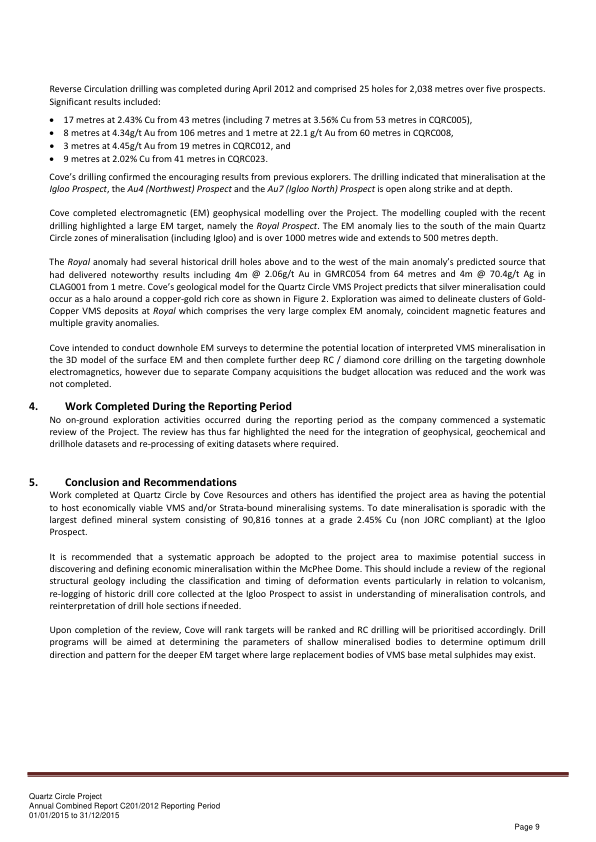 Reverse Circulation drilling was completed during April 2012 and comprised 25 holes for 2,038 metres over five prospects.
Significant results included:
• 17 metres at 2.43% Cu from 43 metres (including 7 metres at 3.56% Cu from 53 metres in CQRC005),
• 8 metres at 4.34g/t Au from 106 metres and 1 metre at 22.1 g/t Au from 60 metres in CQRC008,
• 3 metres at 4.45g/t Au from 19 metres in CQRC012, and
• 9 metres at 2.02% Cu from 41 metres in CQRC023.
Cove's drilling confirmed the encouraging results from previous explorers. The drilling indicated that mineralisation at the
Igloo Prospect, the Au4 (Northwest) Prospect and the Au7 (Igloo North) Prospect is open along strike and at depth.
Cove completed electromagnetic (EM) geophysical modelling over the Project. The modelling coupled with the recent
drilling highlighted a large EM target, namely the Royal Prospect. The EM anomaly lies to the south of the main Quartz
Circle zones of mineralisation (including Igloo) and is over 1000 metres wide and extends to 500 metres depth.
The Royal anomaly had several historical drill holes above and to the west of the main anomaly's predicted source that
had delivered noteworthy results including 4m @ 2.06g/t Au in GMRC054 from 64 metres and 4m @ 70.4g/t Ag in
CLAG001 from 1 metre. Cove's geological model for the Quartz Circle VMS Project predicts that silver mineralisation could
occur as a halo around a copper-gold rich core as shown in Figure 2. Exploration was aimed to delineate clusters of Gold-
Copper VMS deposits at Royal which comprises the very large complex EM anomaly, coincident magnetic features and
multiple gravity anomalies.
Cove intended to conduct downhole EM surveys to determine the potential location of interpreted VMS mineralisation in
the 3D model of the surface EM and then complete further deep RC / diamond core drilling on the targeting downhole
electromagnetics, however due to separate Company acquisitions the budget allocation was reduced and the work was
not completed.
4. Work Completed During the Reporting Period
No on-ground exploration activities occurred during the reporting period as the company commenced a systematic
review of the Project. The review has thus far highlighted the need for the integration of geophysical, geochemical and
drillhole datasets and re-processing of exiting datasets where required.
5. Conclusion and Recommendations
Work completed at Quartz Circle by Cove Resources and others has identified the project area as having the potential
to host economically viable VMS and/or Strata-bound mineralising systems. To date mineralisation is sporadic with the
largest defined mineral system consisting of 90,816 tonnes at a grade 2.45% Cu (non JORC compliant) at the Igloo
Prospect.
It is recommended that a systematic approach be adopted to the project area to maximise potential success in
discovering and defining economic mineralisation within the McPhee Dome. This should include a review of the regional
structural geology including the classification and timing of deformation events particularly in relation to volcanism,
re-logging of historic drill core collected at the Igloo Prospect to assist in understanding of mineralisation controls, and
reinterpretation of drill hole sections if needed.
Upon completion of the review, Cove will rank targets will be ranked and RC drilling will be prioritised accordingly. Drill
programs will be aimed at determining the parameters of shallow mineralised bodies to determine optimum drill
direction and pattern for the deeper EM target where large replacement bodies of VMS base metal sulphides may exist.
Quartz Circle Project
Annual Combined Report C201/2012 Reporting Period
01/01/2015 to 31/12/2015
Page 9